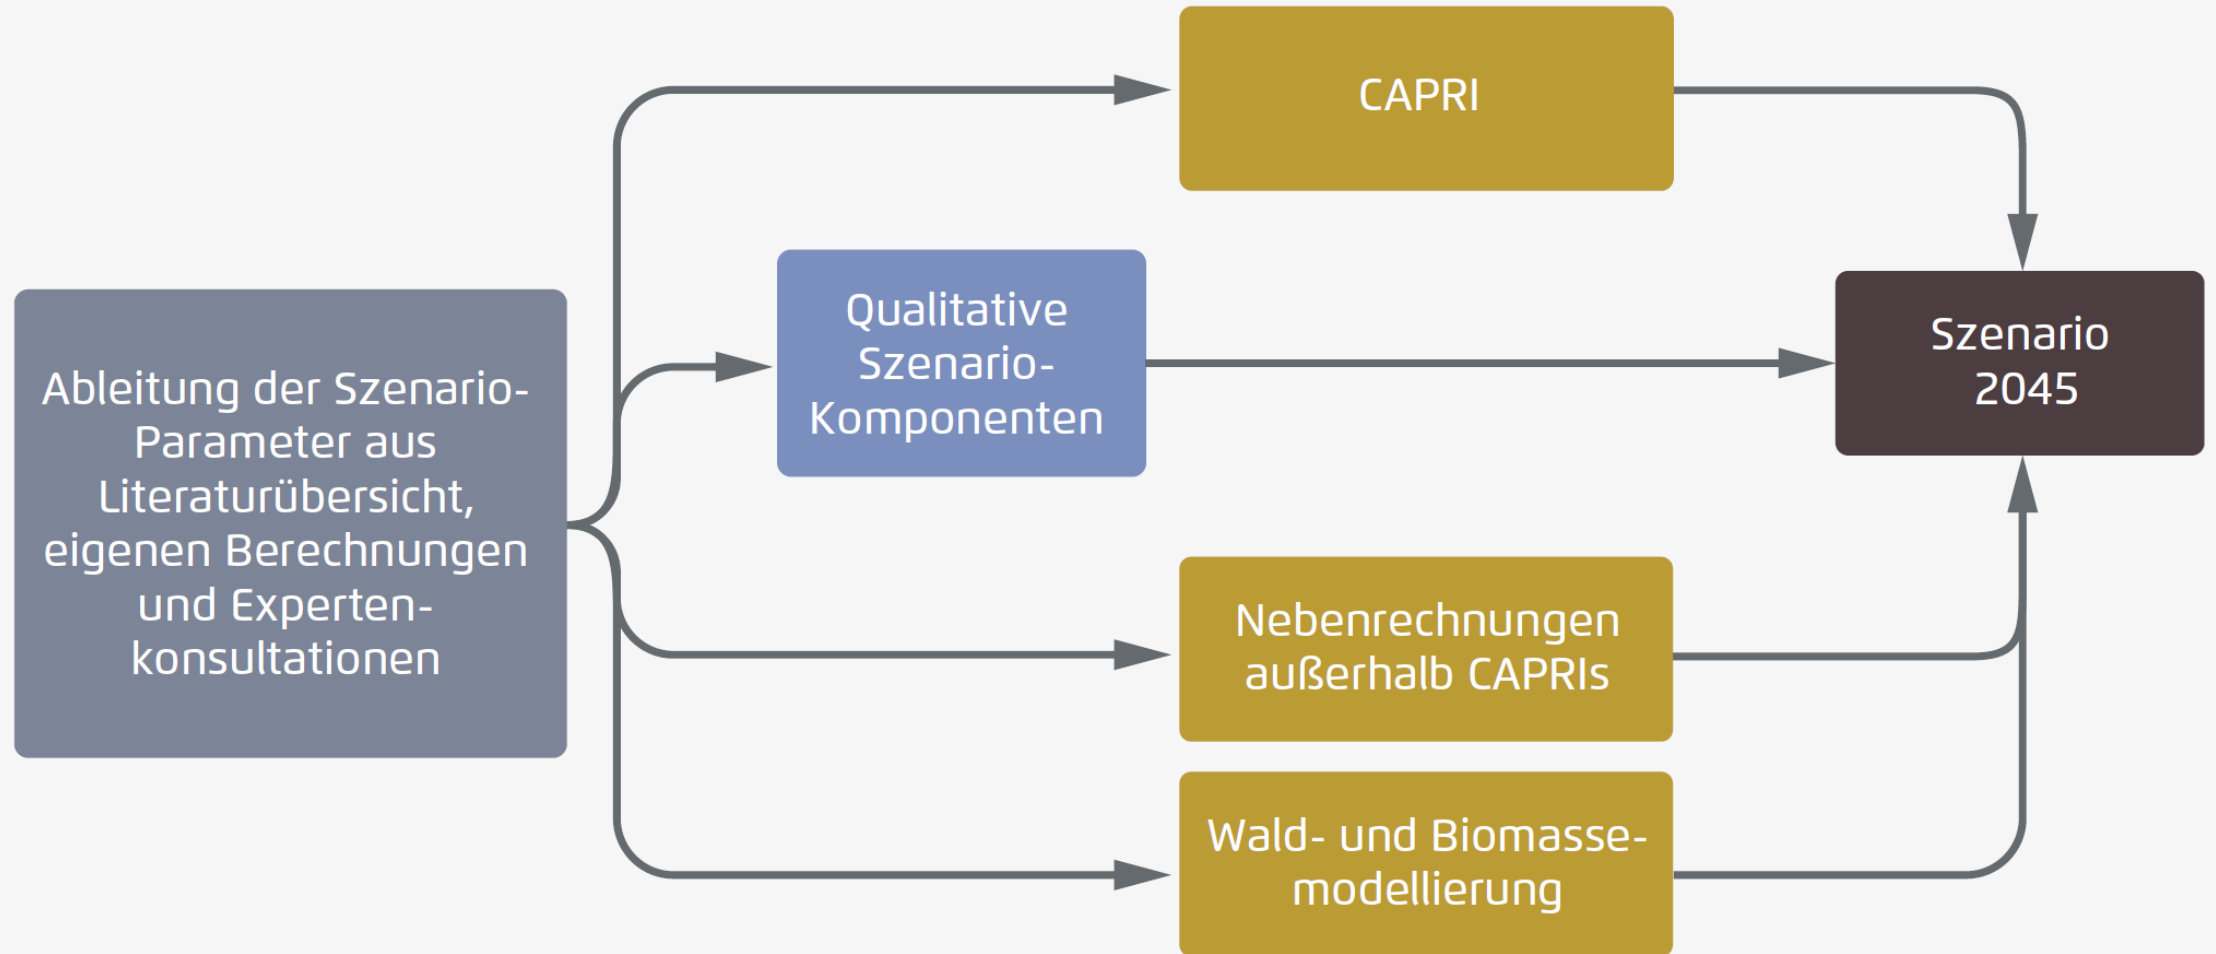 CAPRI
Qualitative
Szenario-
Komponenten
Szenario
2045
Ableitung der Szenario-
Parameter aus
Literaturübersicht,
eigenen Berechnungen
und Experten-
konsultationen
Nebenrechnungen
außerhalb CAPRIs
Wald- und Biomasse-
modellierung